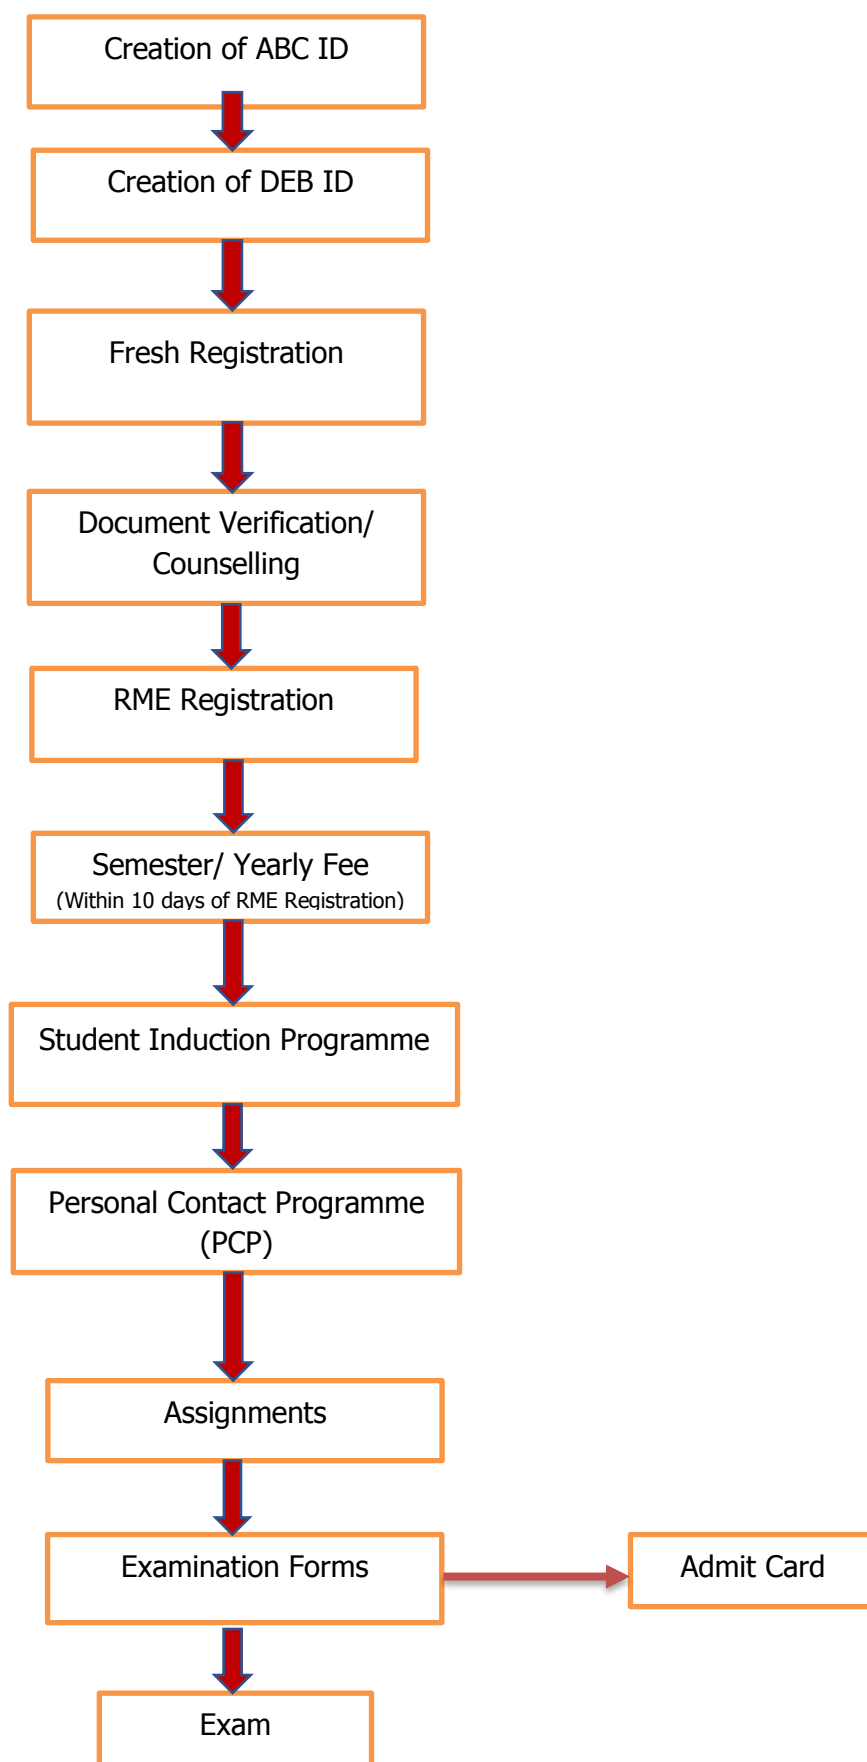 Creation of ABC ID
Creation of DEB ID
Fresh Registration
Document Verification/
Counselling
RME Registration
Semester/ Yearly Fee
(Within 10 days of RME Registration)
Student Induction Programme
Personal Contact Programme
(PCP)
Assignments
Examination Forms
Admit Card
Exam